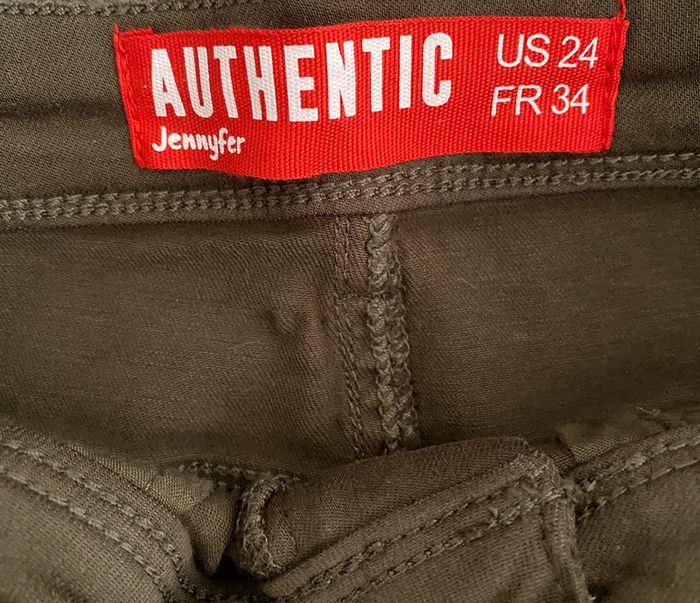 AUTHENTIC
Jennyfer
US 24
FR 34